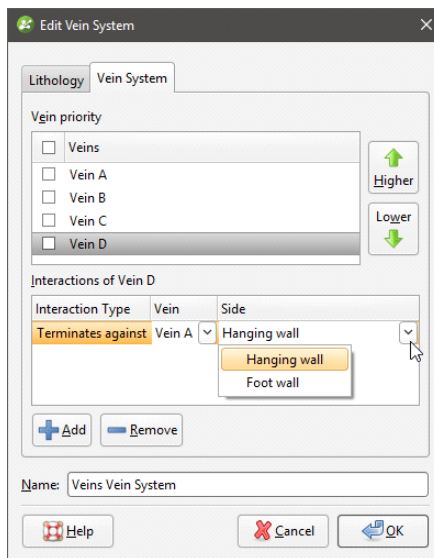 Edit Vein System
Lithology Vein System
Vein priority
Veins
Vein A
Vein B
Vein C
Vein D
Higher
Lower
Interactions of Vein D
Interaction Type Vein Side
Terminates against Vein A Hanging wall
Hanging wall
Foot wall
Add Remove
Name: Veins Vein System
Help Cancel OK